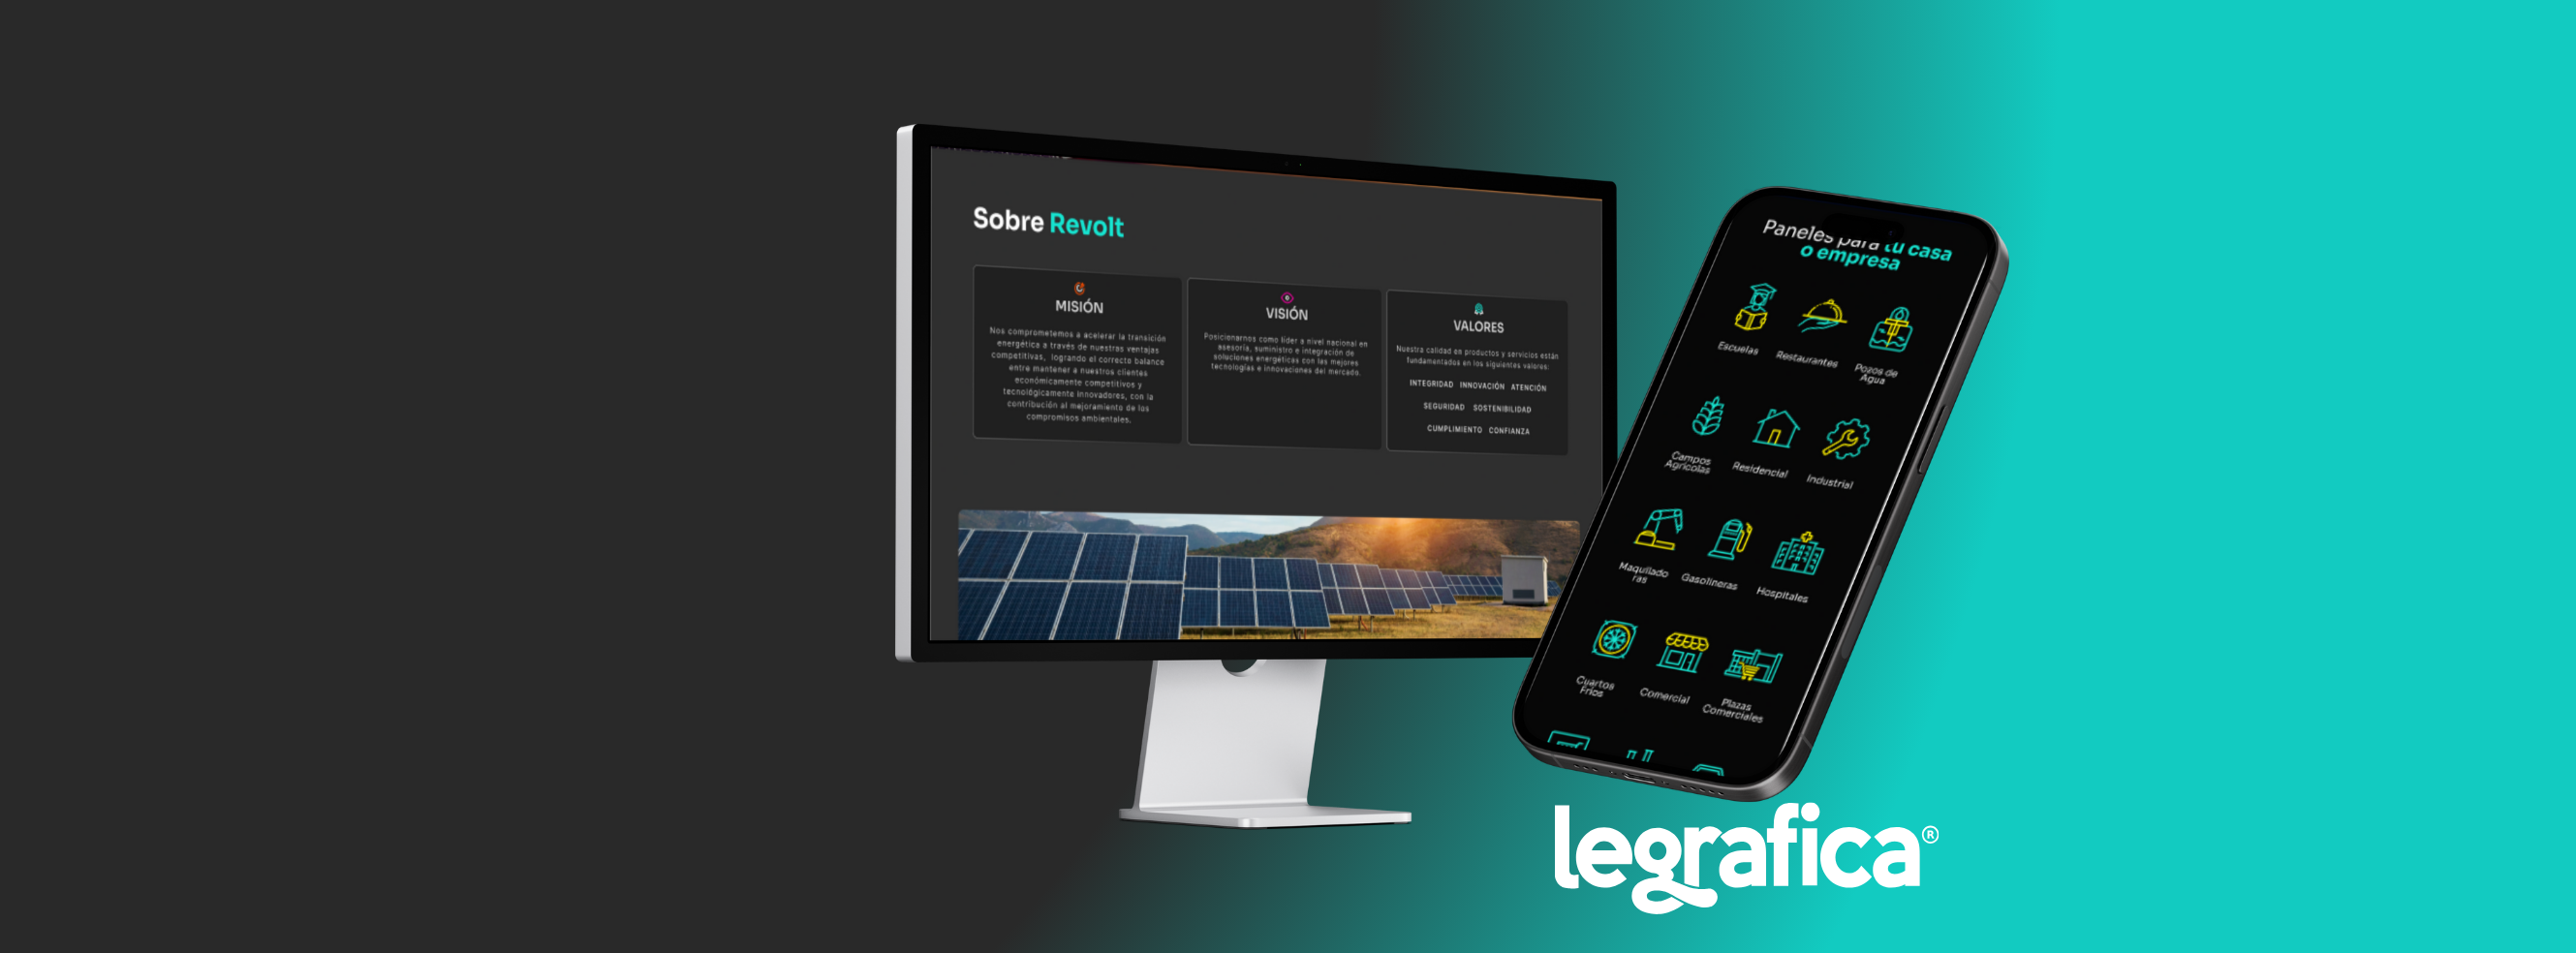 Sobre Revolt
MISIÓN
Nos comprometemos a acelerar la transición
energética a través de nuestras ventajas
competitivas, logrando el correcto balance
entre mantener a nuestros clientes
económicamente competitivos y
tecnológicamente innovadores, con la
contribución al mejoramiento de los
compromisos ambientales.
VISIÓN
Posicionarnos como líder a nivel nacional en
asesoría, suministro e integración de
soluciones energéticas con las mejores
tecnologías e innovaciones del mercado.
VALORES
Nuestra calidad en productos y servicios están
fundamentados en los siguientes valores:
INTEGRIDAD INNOVACIÓN ATENCIÓN
SEGURIDAD SOSTENIBILIDAD
CUMPLIMIENTO CONFIANZA
Paneles para tu casa
o empresa
Escuelas
Restaurantes
Pozos de
Agua
Campos
Agrícolas
Residencial
Industrial
Maquilado
ras
Gasolineras
Hospitales
Cuartos
Fríos
Comercial
Plazas
Comerciales
legrafica®